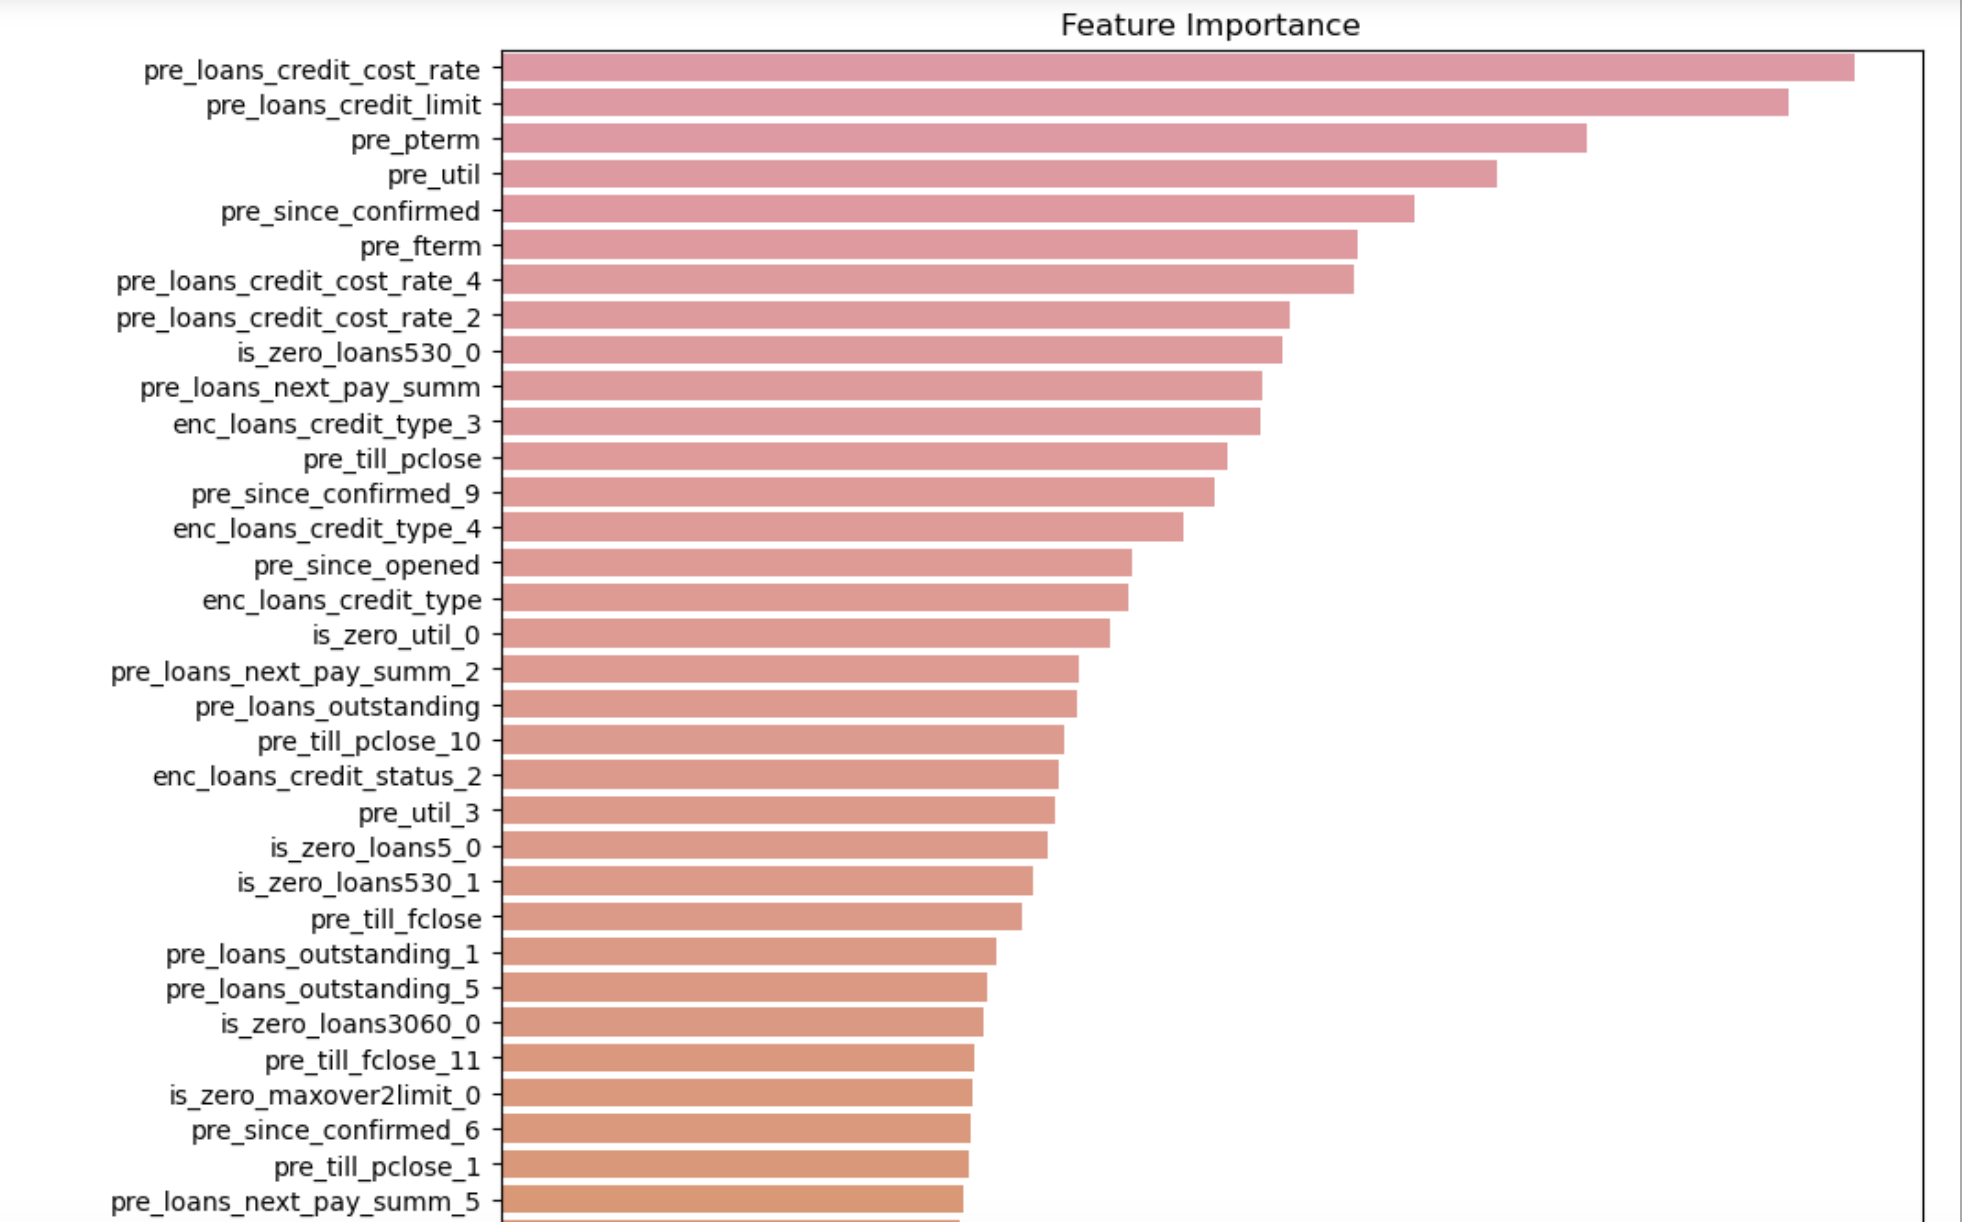 Feature Importance
pre_loans_credit_cost_rate
pre_loans_credit_limit
pre_pterm
pre_util
pre_since_confirmed
pre_fterm
pre_loans_credit_cost_rate_4
pre_loans_credit_cost_rate_2
is_zero_loans530_0
pre_loans_next_pay_summ
enc_loans_credit_type_3
pre_till_pclose
pre_since_confirmed_9
enc_loans_credit_type_4
pre_since_opened
enc_loans_credit_type
is_zero_util_0
pre_loans_next_pay_summ_2
pre_loans_outstanding
pre_till_pclose_10
enc_loans_credit_status_2
pre_util_3
is_zero_loans5_0
is_zero_loans530_1
pre_till_fclose
pre_loans_outstanding_1
pre_loans_outstanding_5
is_zero_loans3060_0
pre_till_fclose_11
is_zero_maxover2limit_0
pre_since_confirmed_6
pre_till_pclose_1
pre_loans_next_pay_summ_5